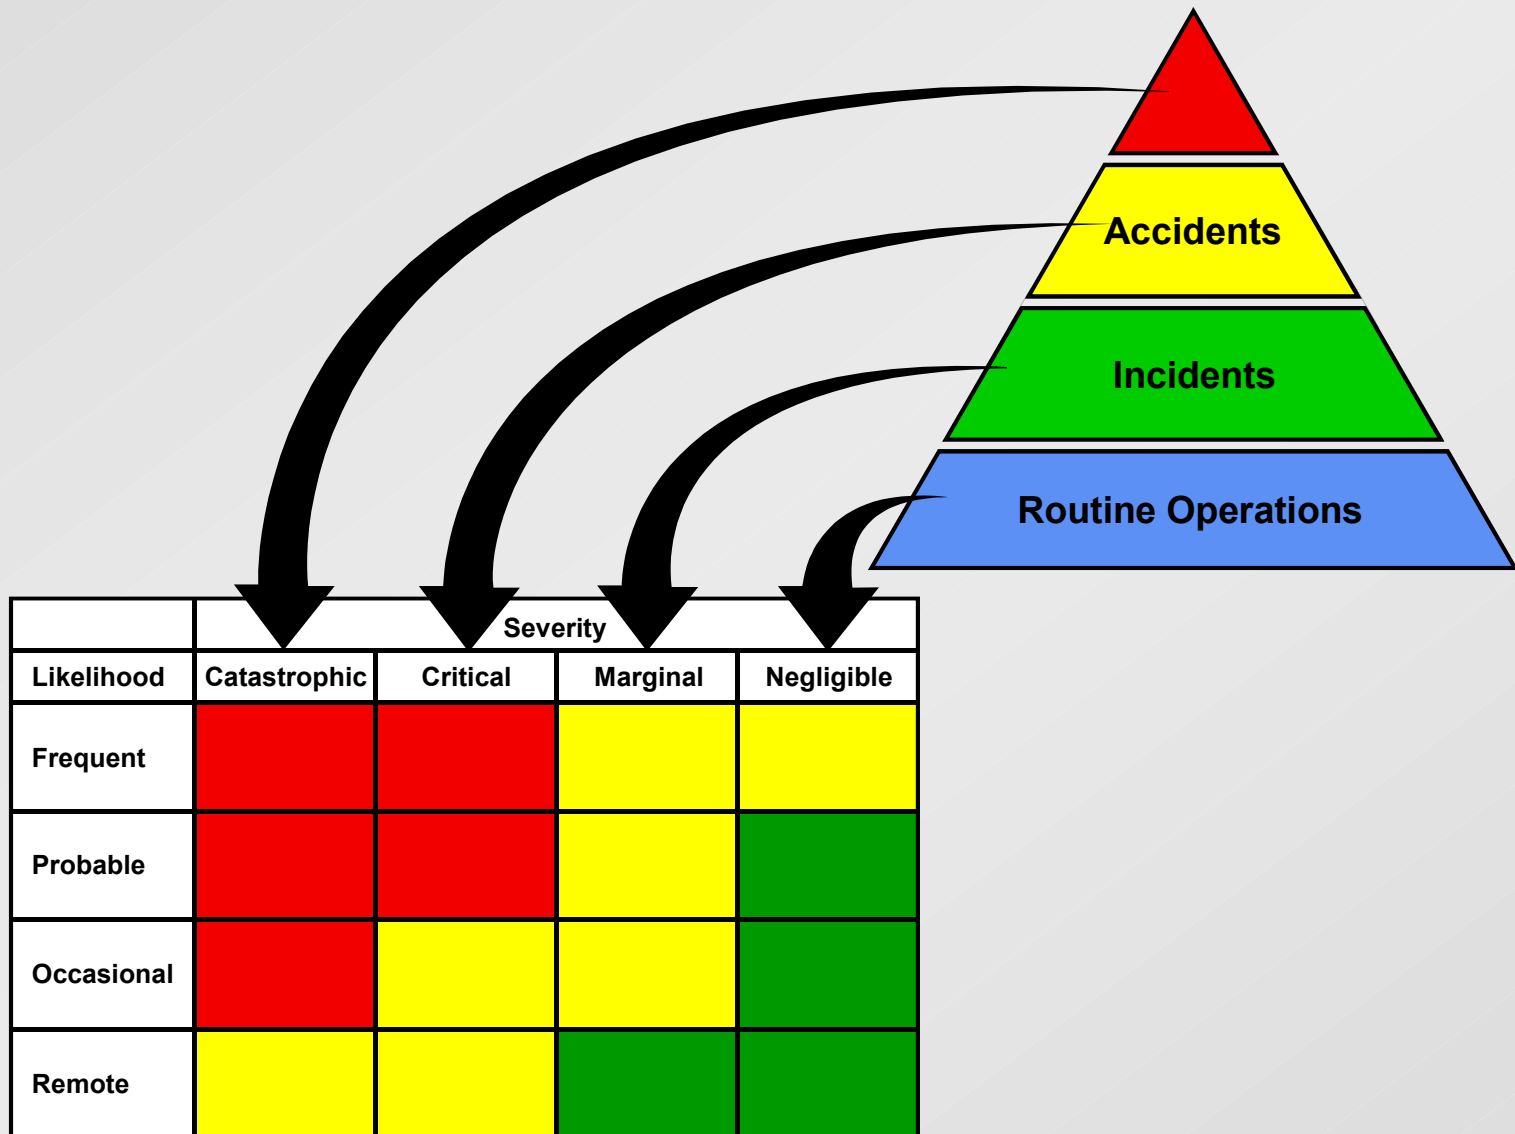 Accidents
Incidents
Routine Operations
Severity
Likelihood Catastrophic Critical Marginal Negligible
Frequent
Probable
Occasional
Remote